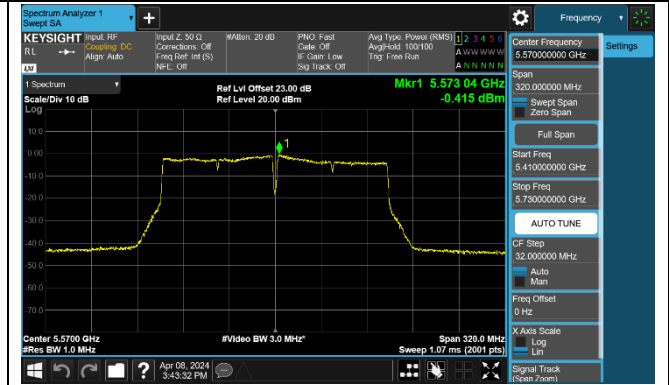 Spectrum Analyzer 1
Swept SA
+
Frequency
KEYSIGHT
RL
LXI
Input: RF
Coupling: DC
Align: Auto
Input Z: 50 Ω
Corrections: Off
Freq Ref: Int (S)
NFE: Off
#Atten: 20 dB
PNO: Fast
Gate: Off
IF Gain: Low
Sig Track: Off
Avg Type: Power (RMS)
Avg|Hold: 100/100
Trig: Free Run
1 2 3 4 5 6
A W W W W W
A N N N N N
1 Spectrum
Scale/Div 10 dB
Log
Ref Lvl Offset 23.00 dB
Ref Level 20.00 dBm
Mkr1 5.573 04 GHz
-0.415 dBm
10.0
0.00
-10.0
-20.0
-30.0
-40.0
-50.0
-60.0
-70.0
1
Center 5.5700 GHz
#Res BW 1.0 MHz
#Video BW 3.0 MHz*
Span 320.0 MHz
Sweep 1.07 ms (2001 pts)
?
Apr 08, 2024
3:43:32 PM
Center Frequency
5.570000000 GHz
Settings
Span
320.000000 MHz
Swept Span
Zero Span
Full Span
Start Freq
5.410000000 GHz
Stop Freq
5.730000000 GHz
AUTO TUNE
CF Step
32.000000 MHz
Auto
Man
Freq Offset
0 Hz
X Axis Scale
Log
Lin
Signal Track
(Span Zoom)